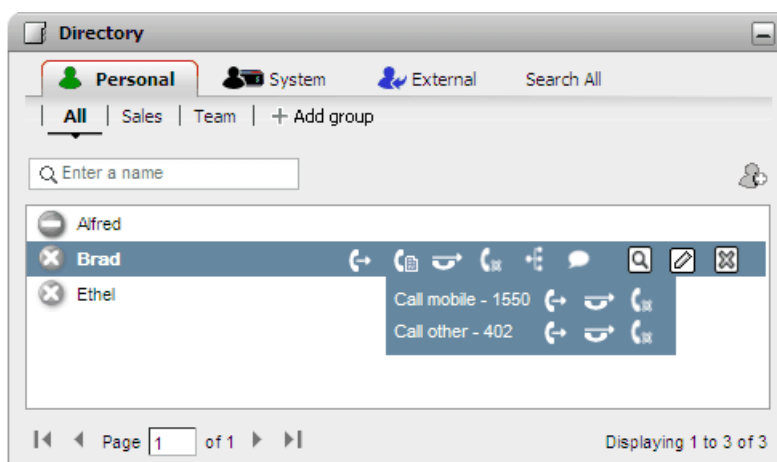 Directory
Personal System External Search All
All | Sales | Team | + Add group
Enter a name
Alfred
Brad
Ethel
Call mobile - 1550
Call other - 402
Page 1 of 1
Displaying 1 to 3 of 3